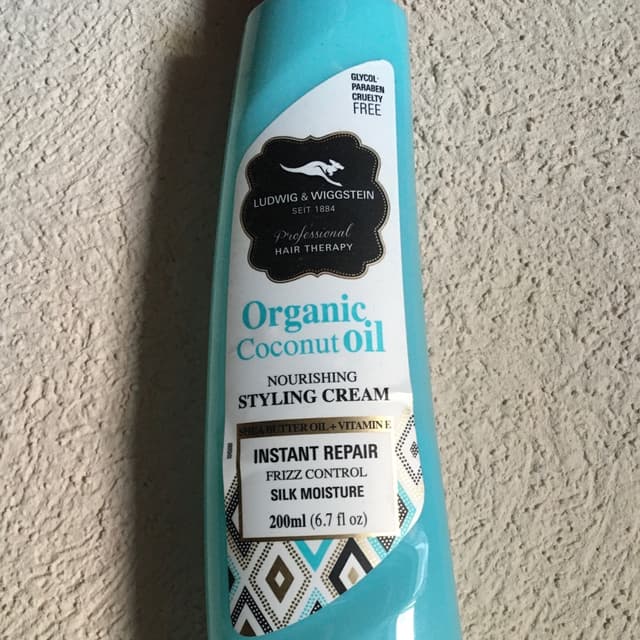 GLYCOL-
PARABEN
CRUELTY
FREE
LUDWIG & WIGGSTEIN
SEIT 1884
Professional
HAIR THERAPY
Organic
Coconut oil
NOURISHING
STYLING CREAM
SHEA BUTTER OIL + VITAMIN E
INSTANT REPAIR
FRIZZ CONTROL
SILK MOISTURE
200ml (6.7 fl oz)